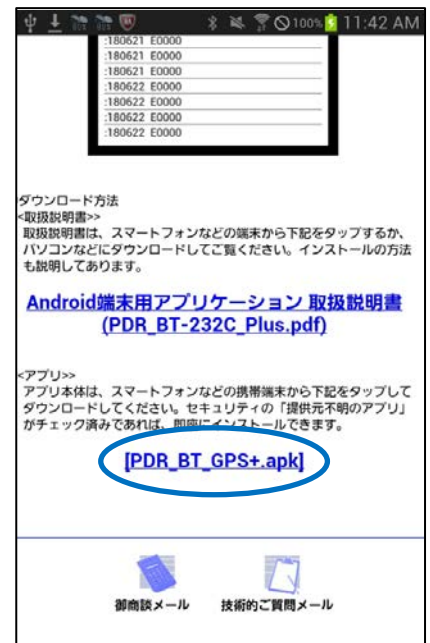 100% 11:42 AM
:180621 E0000
:180621 E0000
:180621 E0000
:180622 E0000
:180622 E0000
:180622 E0000
:180622 E0000
ダウンロード方法
<取扱説明書>>
取扱説明書は、スマートフォンなどの端末から下記をタップするか、
パソコンなどにダウンロードしてご覧ください。インストールの方法
も説明してあります。
Android端末用アプリケーション 取扱説明書
(PDR_BT-232C_Plus.pdf)
<アプリ>>
アプリ本体は、スマートフォンなどの携帯端末から下記をタップして
ダウンロードしてください。セキュリティの「提供元不明のアプリ」
がチェック済みであれば、即座にインストールできます。
[PDR_BT_GPS+.apk]
御商談メール 技術的ご質問メール